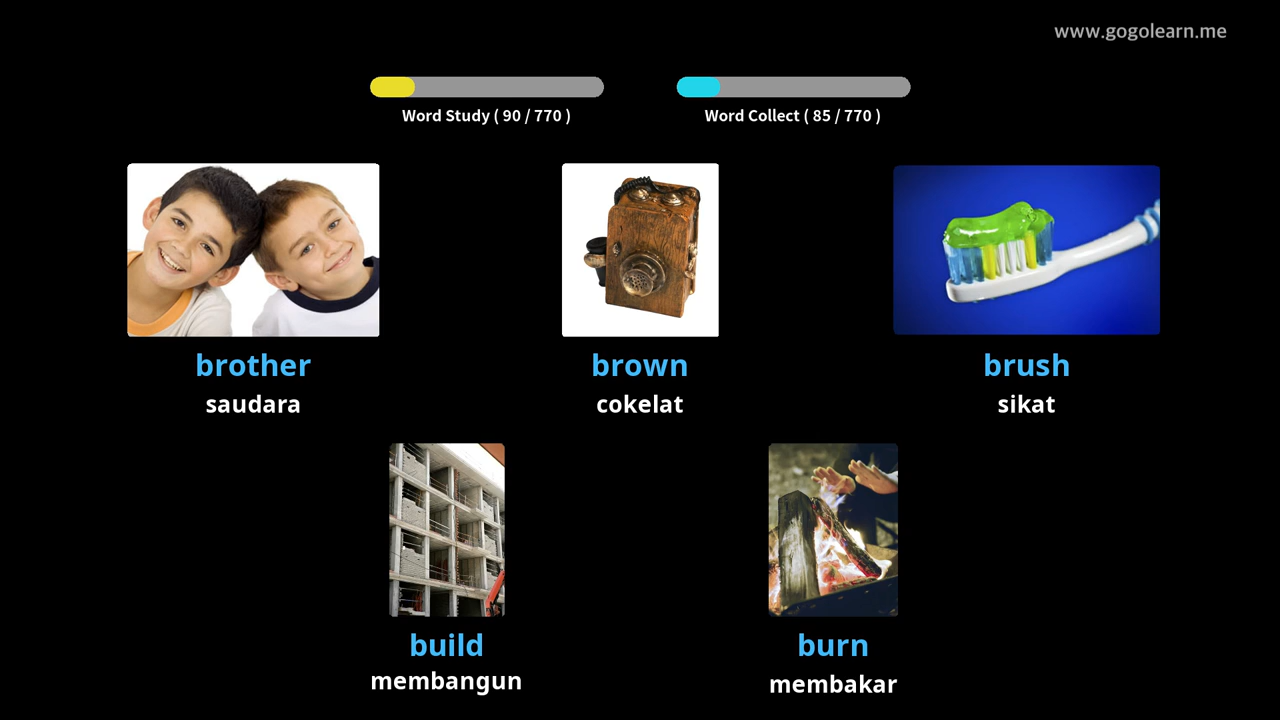 www.gogolearn.me
Word Study ( 90 / 770 )
Word Collect ( 85 / 770 )
brother
saudara
brown
cokelat
brush
sikat
build
membangun
burn
membakar